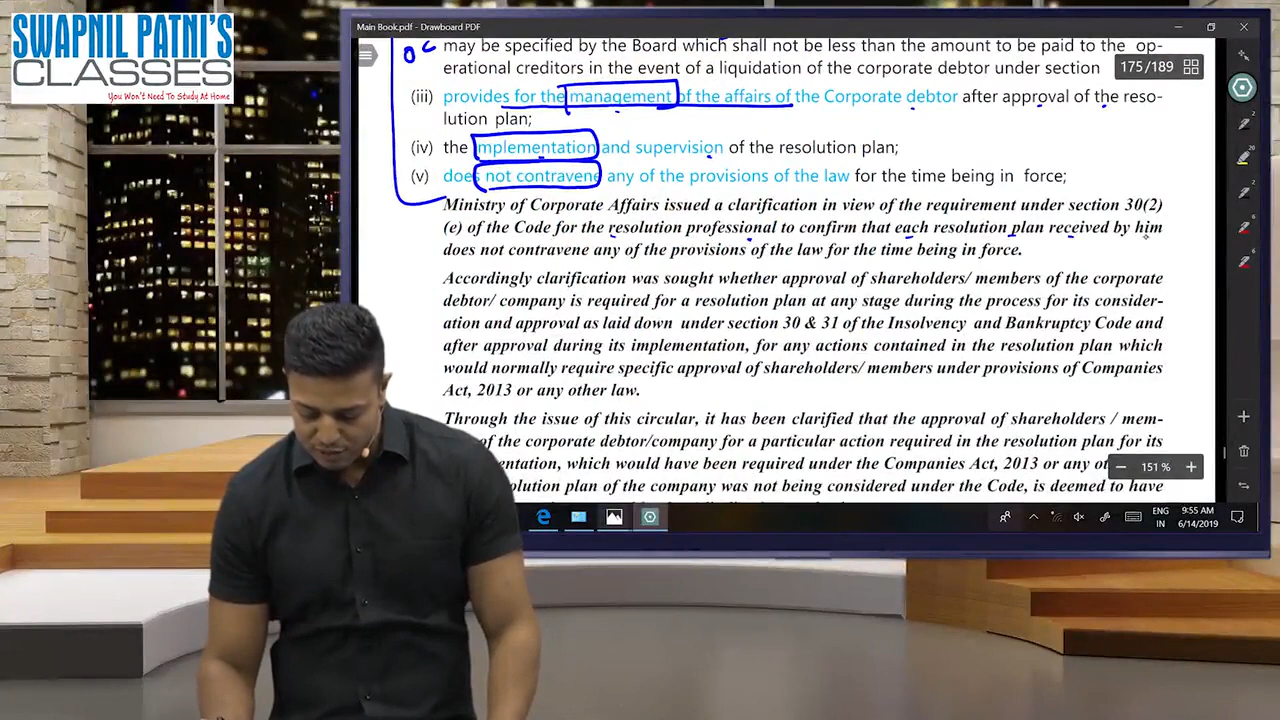 SWAPNIL PATNI'S
CLASSES
You Won't Need To Study At Home
Main Book.pdf - Drawboard PDF
oc
may be specified by the Board which shall not be less than the amount to be paid to the op-
erational creditors in the event of a liquidation of the corporate debtor under section
175/189
(iii) provides for the management of the affairs of the Corporate debtor after approval of the reso-
lution plan;
(iv) the implementation and supervision of the resolution plan;
(v) does not contravene any of the provisions of the law for the time being in force;
Ministry of Corporate Affairs issued a clarification in view of the requirement under section 30(2)
(e) of the Code for the resolution professional to confirm that each resolution plan received by him
does not contravene any of the provisions of the law for the time being in force.
Accordingly clarification was sought whether approval of shareholders/ members of the corporate
debtor/ company is required for a resolution plan at any stage during the process for its consider-
ation and approval as laid down under section 30 & 31 of the Insolvency and Bankruptcy Code and
after approval during its implementation, for any actions contained in the resolution plan which
would normally require specific approval of shareholders/ members under provisions of Companies
Act, 2013 or any other law.
Through the issue of this circular, it has been clarified that the approval of shareholders / mem-
of the corporate debtor/company for a particular action required in the resolution plan for its
entation, which would have been required under the Companies Act, 2013 or any
151 %
olution plan of the company was not being considered under the Code, is deemed to have
ENG
IN
9:55 AM
6/14/2019